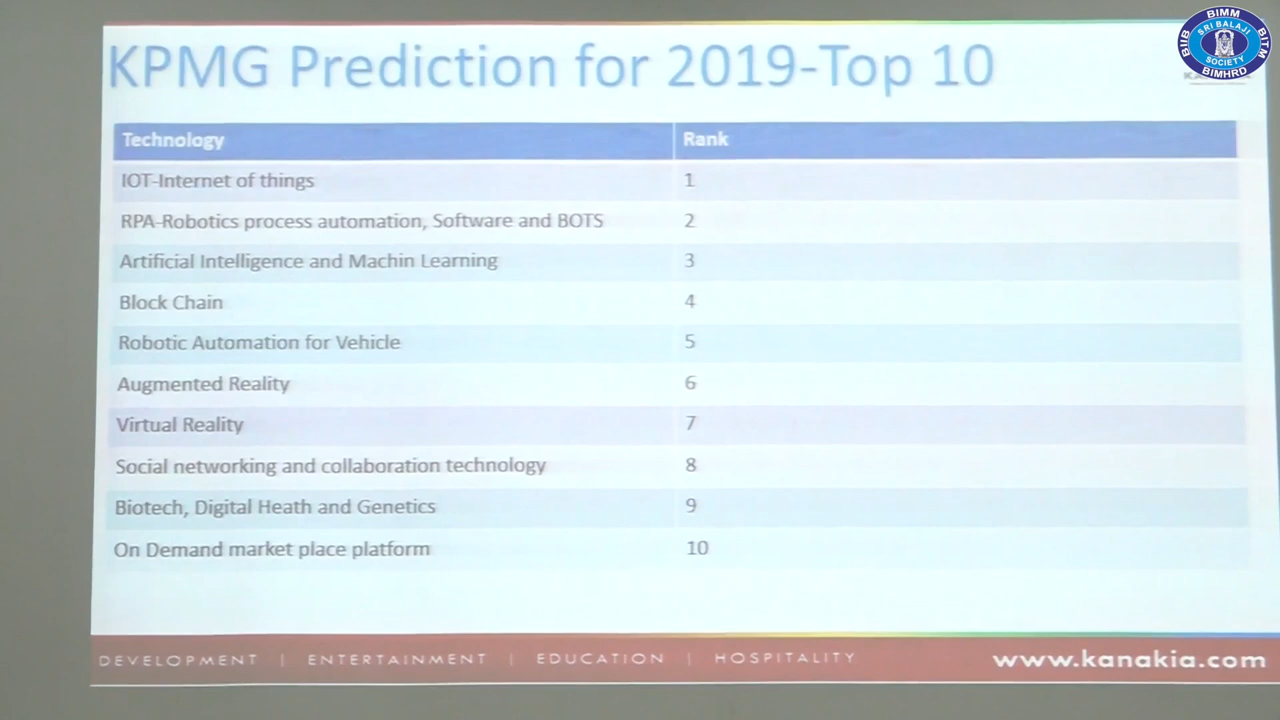 KPMG Prediction for 2019-Top 10
Technology Rank
IOT-Internet of things 1
RPA-Robotics process automation, Software and BOTS 2
Artificial Intelligence and Machin Learning 3
Block Chain 4
Robotic Automation for Vehicle 5
Augmented Reality 6
Virtual Reality 7
Social networking and collaboration technology 8
Biotech, Digital Heath and Genetics 9
On Demand market place platform 10
DEVELOPMENT | ENTERTAINMENT | EDUCATION | HOSPITALITY www.kanakia.com
BIMM
BIIB SRI BALAJI BITM
SOCIETY
BIMHRD